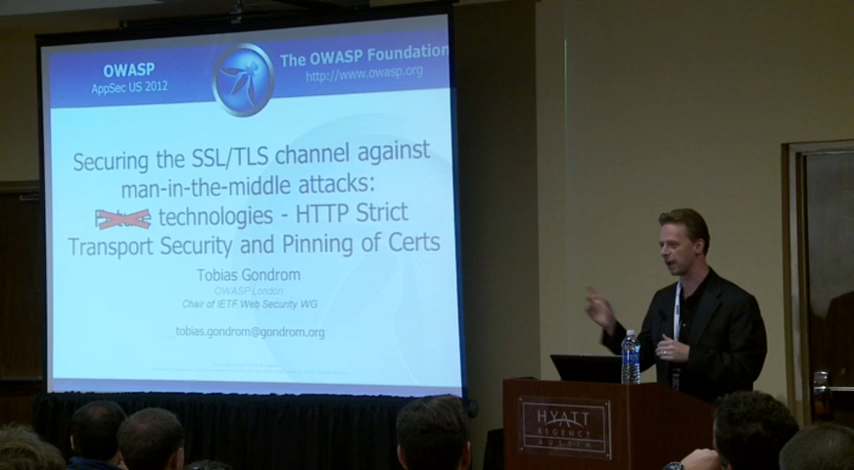 OWASP
AppSec US 2012
The OWASP Foundation
http://www.owasp.org
Securing the SSL/TLS channel against
man-in-the-middle attacks:
technologies - HTTP Strict
Transport Security and Pinning of Certs
Tobias Gondrom
OWASP London
Chair of IETF Web Security WG
tobias.gondrom@gondrom.org
HYATT
REGENCY
AUSTIN